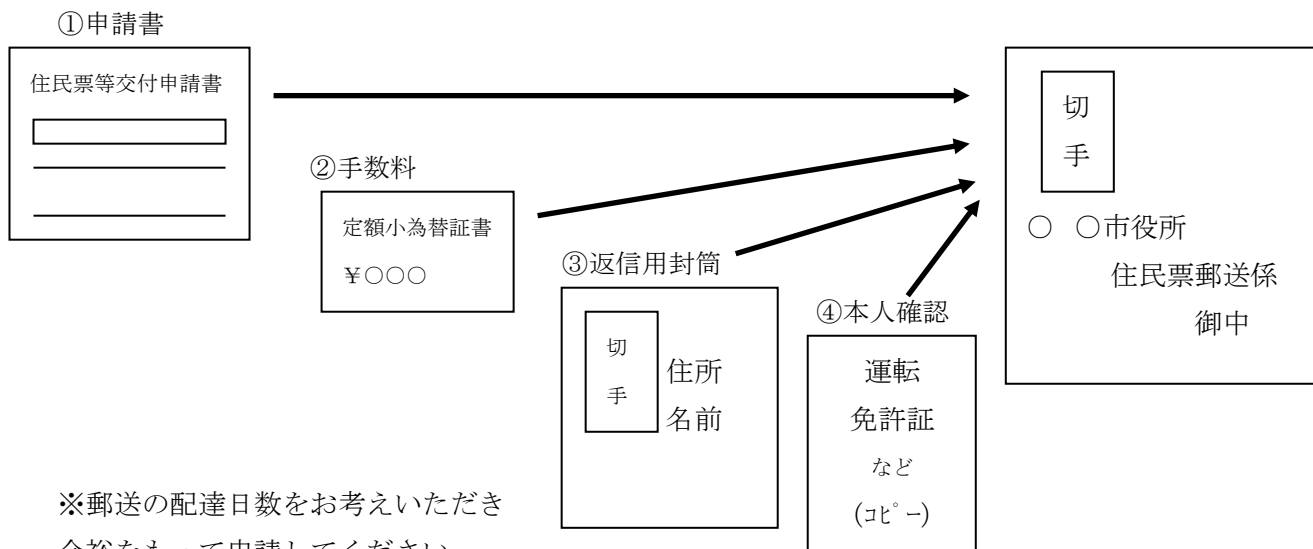 ①申請書
住民票等交付申請書
②手数料
定額小為替証書
￥○○○
③返信用封筒
切
手
住所
名前
④本人確認
運転
免許証
など
(ｺﾋﾟｰ)
切
手
○ ○市役所
住民票郵送係
御中
※郵送の配達日数をお考えいただき